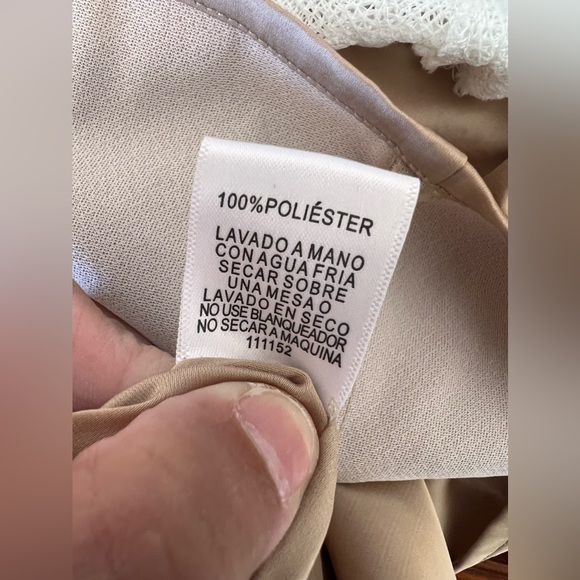 100%POLIÉSTER
LAVADO A MANO
CON AGUA FRIA
SECAR SOBRE
UNA MESA O
LAVADO EN SECO
NO USE BLANQUEADOR
NO SECAR A MAQUINA
111152